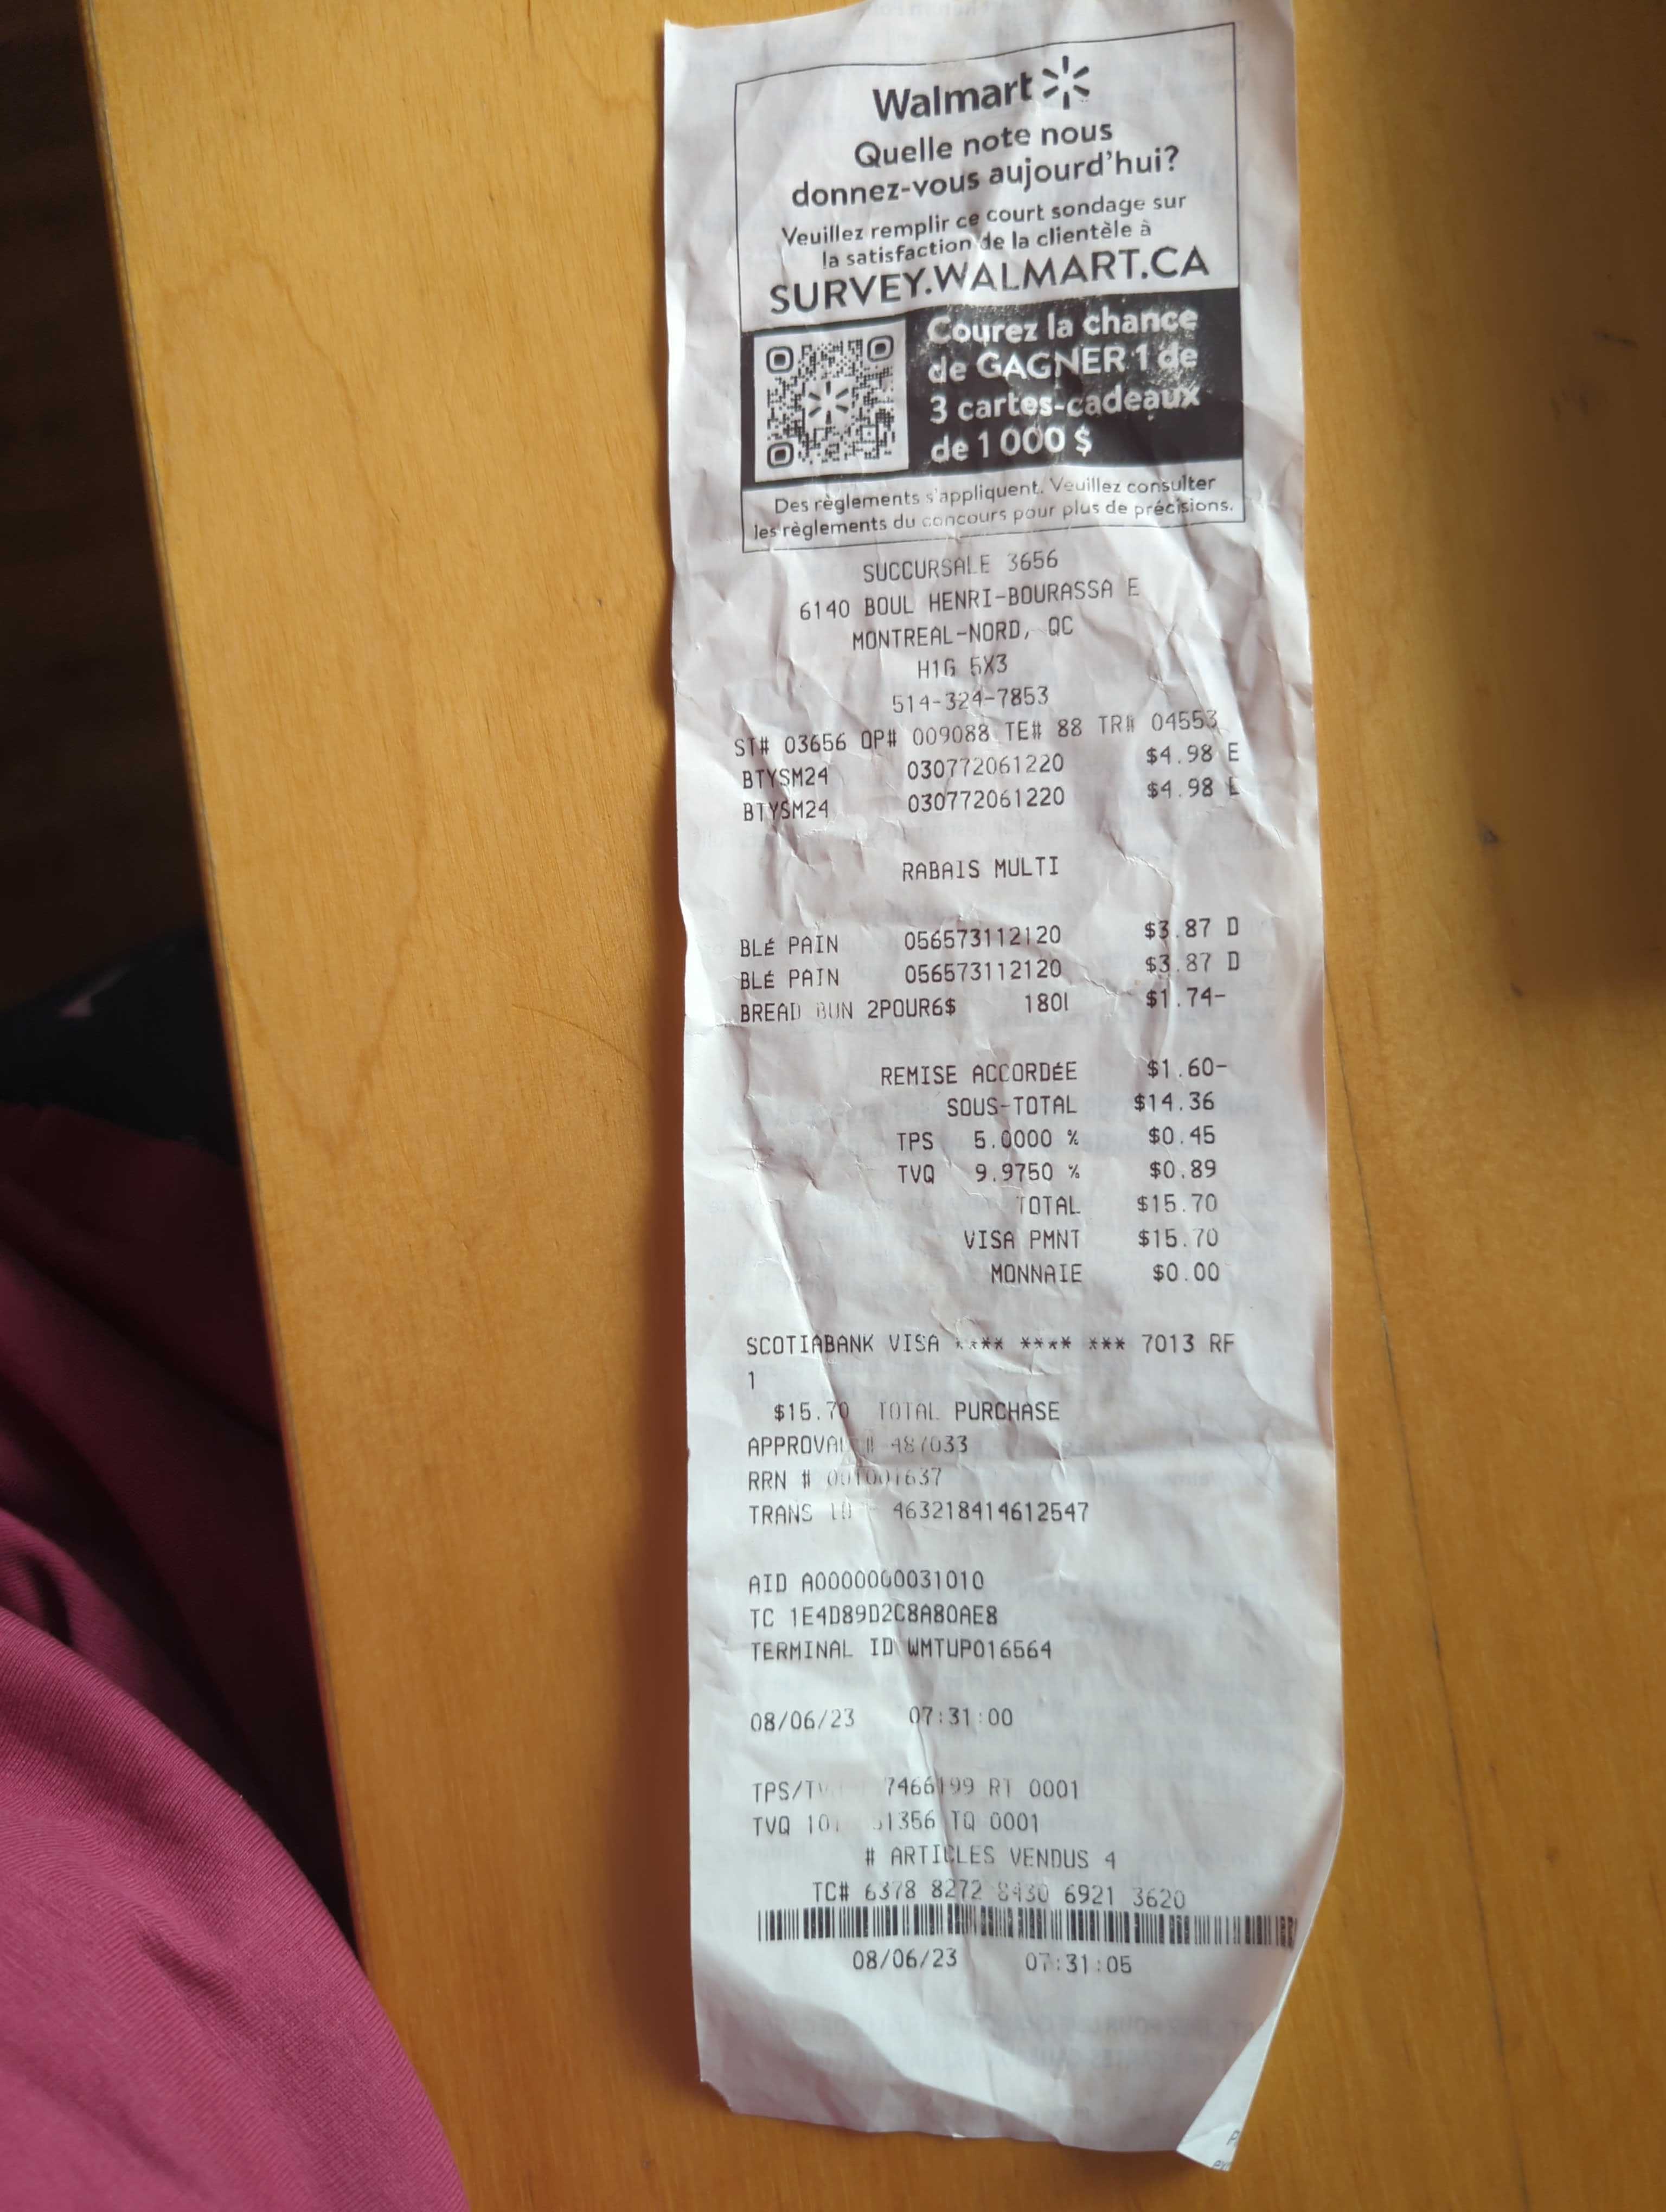 Walmart
Quelle note nous
donnez-vous aujourd'hui?
Veuillez remplir ce court sondage sur
la satisfaction de la clientèle à
SURVEY.WALMART.CA
Courez la chance
de GAGNER 1 de
3 cartes-cadeaux
de 1 000 $
Des règlements s'appliquent. Veuillez consulter
les règlements du concours pour plus de précisions.
SUCCURSALE 3656
6140 BOUL HENRI-BOURASSA E
MONTREAL-NORD, QC
H1G 5X3
514-324-7853
ST# 03656 OP# 009088 TE# 88 TR# 04553
BTYSM24 030772061220 $4.98 E
BTYSM24 030772061220 $4.98
RABAIS MULTI
BLÉ PAIN 056573112120 $3.87 D
BLÉ PAIN 056573112120 $3.87 D
BREAD BUN 2POUR6$ $1.74-
REMISE ACCORDÉE $1.60-
SOUS-TOTAL $14.36
TPS 5.0000 % $0.45
TVQ 9.9750 % $0.89
TOTAL $15.70
VISA PMNT $15.70
MONNAIE $0.00
SCOTIABANK VISA **** **** *** 7013 RF
1
$15.70 TOTAL PURCHASE
APPROVAL # 487033
RRN # 001001637
TRANS 463218414612547
AID A0000000031010
TC 1E4D89D2C8A80AE8
TERMINAL ID WMTUP016564
08/06/23 07:31:00
7466199 RT 0001
TVQ TQ 0001
# ARTICLES VENDUS 4
TC# 6378 8272 8430 6921 3620
08/06/23 07:31:05